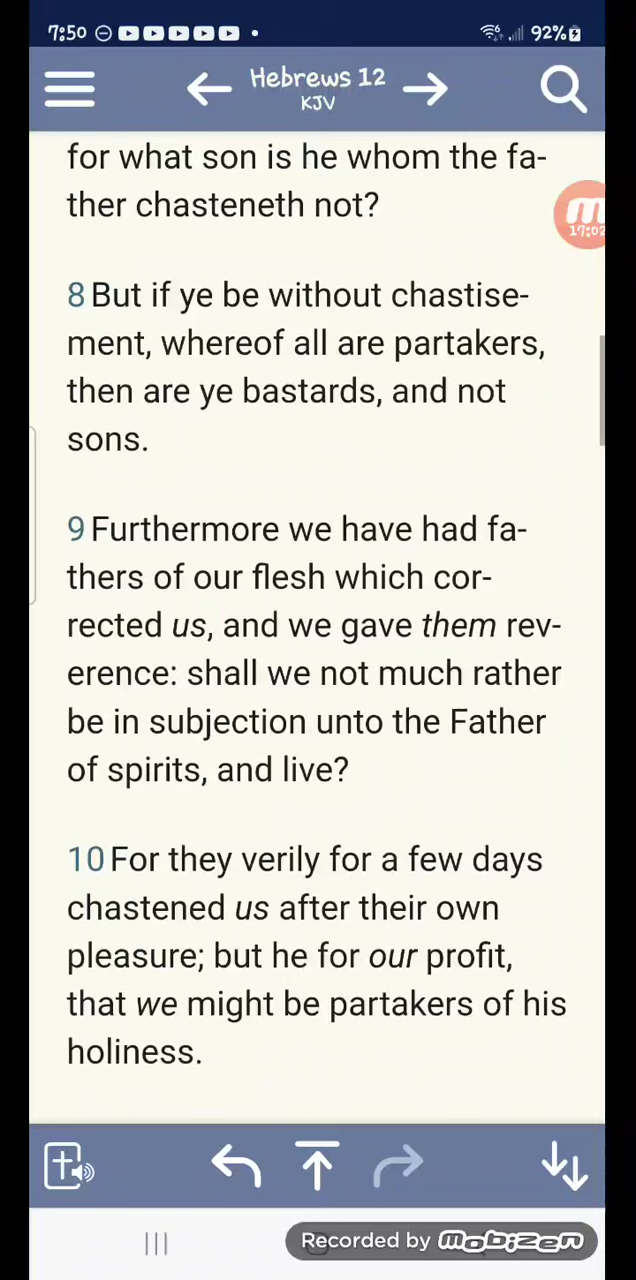 7:50 92%
Hebrews 12
KJV
for what son is he whom the fa-
ther chasteneth not?
17:02
8 But if ye be without chastise-
ment, whereof all are partakers,
then are ye bastards, and not
sons.
9 Furthermore we have had fa-
thers of our flesh which cor-
rected us, and we gave them rev-
erence: shall we not much rather
be in subjection unto the Father
of spirits, and live?
10 For they verily for a few days
chastened us after their own
pleasure; but he for our profit,
that we might be partakers of his
holiness.
Recorded by mobizen